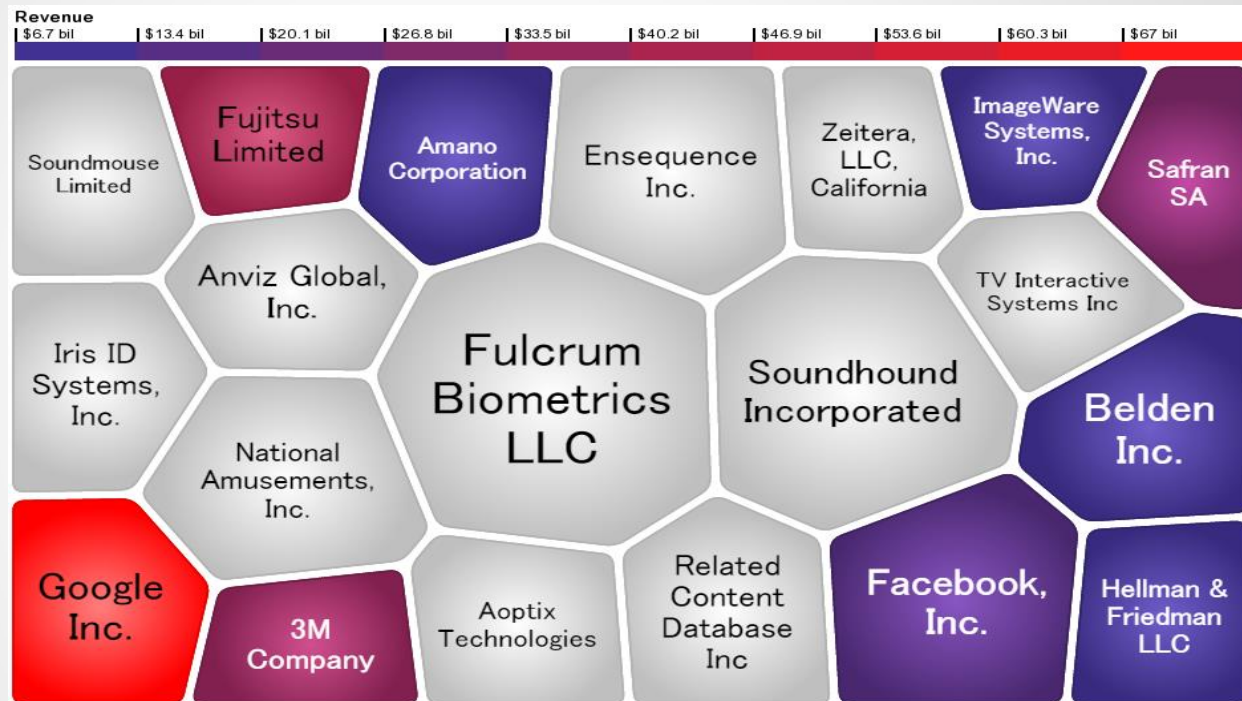 Revenue
$6.7 bil
$13.4 bil
$20.1 bil
$26.8 bil
$33.5 bil
$40.2 bil
$46.9 bil
$53.6 bil
$60.3 bil
$67 bil
Soundmouse
Limited
Fujitsu
Limited
Amano
Corporation
Ensequence
Inc.
Zeitera,
LLC,
California
ImageWare
Systems,
Inc.
Safran
SA
Anviz Global,
Inc.
TV Interactive
Systems Inc
Iris ID
Systems,
Inc.
Fulcrum
Biometrics
LLC
Soundhound
Incorporated
Belden
Inc.
National
Amusements,
Inc.
Google
Inc.
3M
Company
Aoptix
Technologies
Related
Content
Database
Inc
Facebook,
Inc.
Hellman &
Friedman
LLC